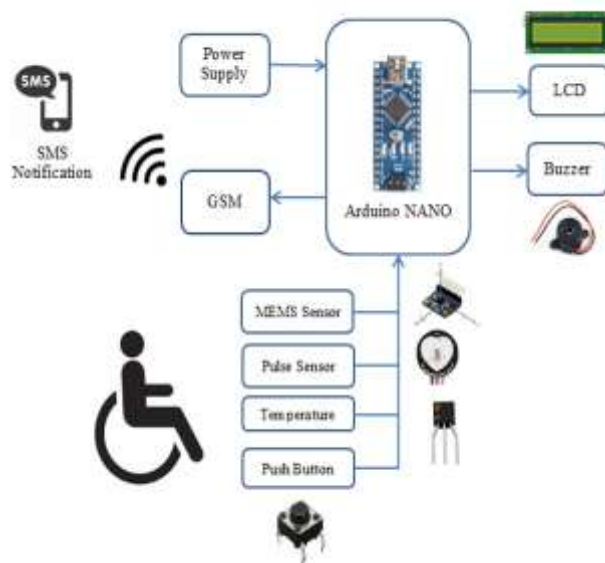 Power
Supply
SMS
SMS
Notification
GSM
Arduino NANO
LCD
Buzzer
MEMS Sensor
Pulse Sensor
Temperature
Push Button